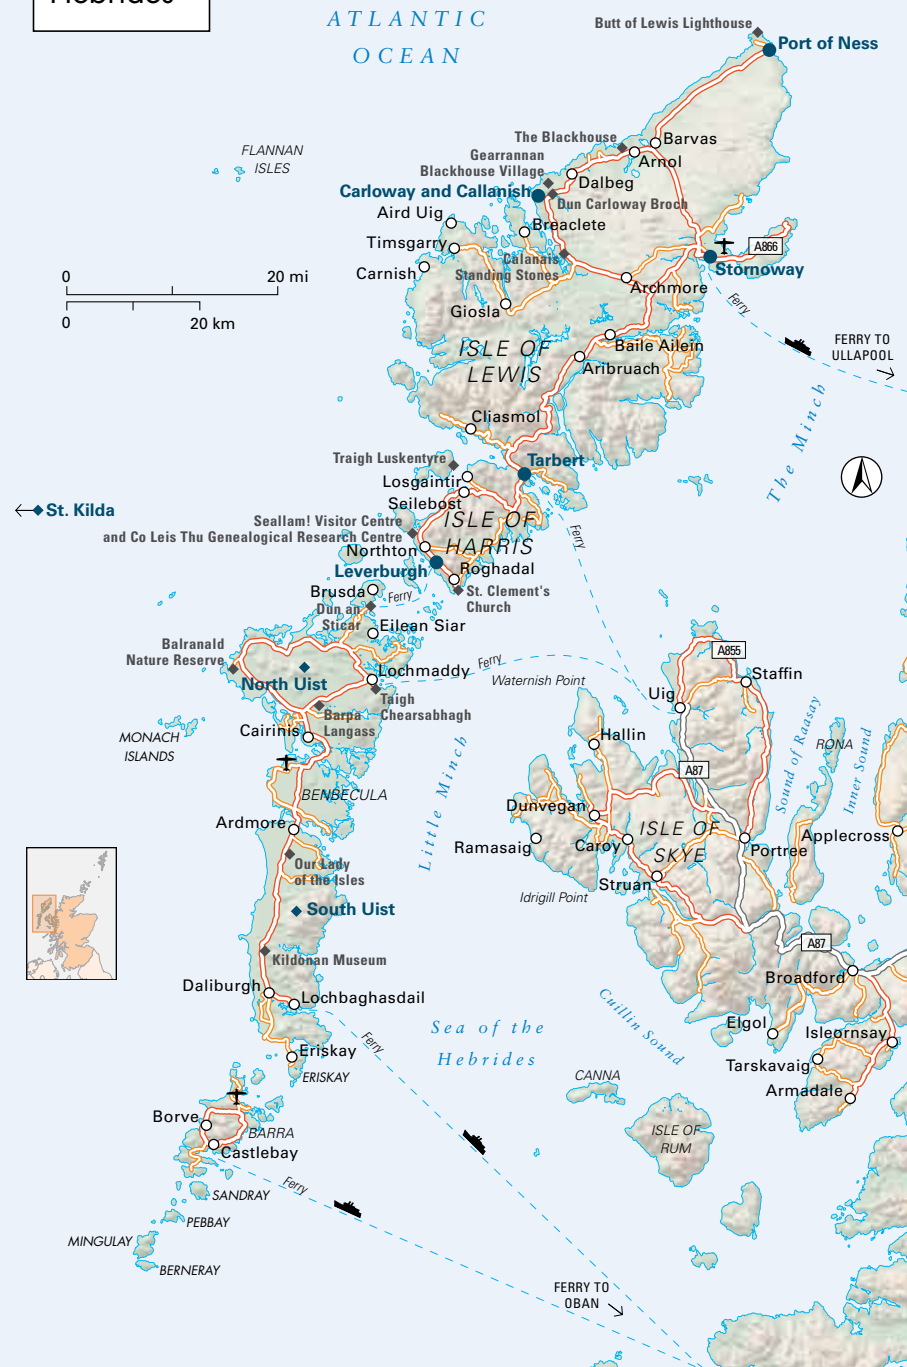 Hebrides
ATLANTIC
OCEAN
Butt of Lewis Lighthouse
Port of Ness
FLANNAN
ISLES
The Blackhouse
Barvas
Arnol
Gearrannan
Blackhouse Village
Dalbeg
Carloway and Callanish
Dun Carloway Broch
Aird Uig
Breaclete
Timsgarry
A866
Calanais
Standing Stones
Carnish
Stornoway
0
20 mi
0
20 km
Archmore
Giosla
Ferry
FERRY TO
ULLAPOOL
ISLE OF
LEWIS
Baile Ailein
Aribruach
The Minch
Cliasmol
Traigh Luskentyre
Tarbert
Losgaintir
Seilebost
St. Kilda
Seallam! Visitor Centre
and Co Leis Thu Genealogical Research Centre
ISLE OF
HARRIS
Ferry
Northton
Leverburgh
Roghadal
Brusda
Ferry
St. Clement's
Church
Dun an
Sticar
Eilean Siar
Balranald
Nature Reserve
North Uist
Lochmaddy
Ferry
Waternish Point
A855
Staffin
Uig
Taigh
Chearsabhagh
Barpa
Langass
Cairinis
MONACH
ISLANDS
Hallin
Sound of Raasay
RONA
Inner Sound
Little Minch
A87
BENBECULA
Dunvegan
Ardmore
ISLE OF
SKYE
Applecross
Ramasaig
Caroy
Portree
Our Lady
of the Isles
Struan
Idrigill Point
South Uist
A87
Kildonan Museum
Broadford
Daliburgh
Lochbaghasdail
Cuillin Sound
Sea of the
Hebrides
Ferry
Elgol
Isleornsay
Eriskay
ERISKAY
Tarskavaig
CANNA
Armadale
Borve
BARRA
Castlebay
ISLE OF
RUM
Ferry
SANDRAY
PEBBAY
MINGULAY
BERNERAY
FERRY TO
OBAN